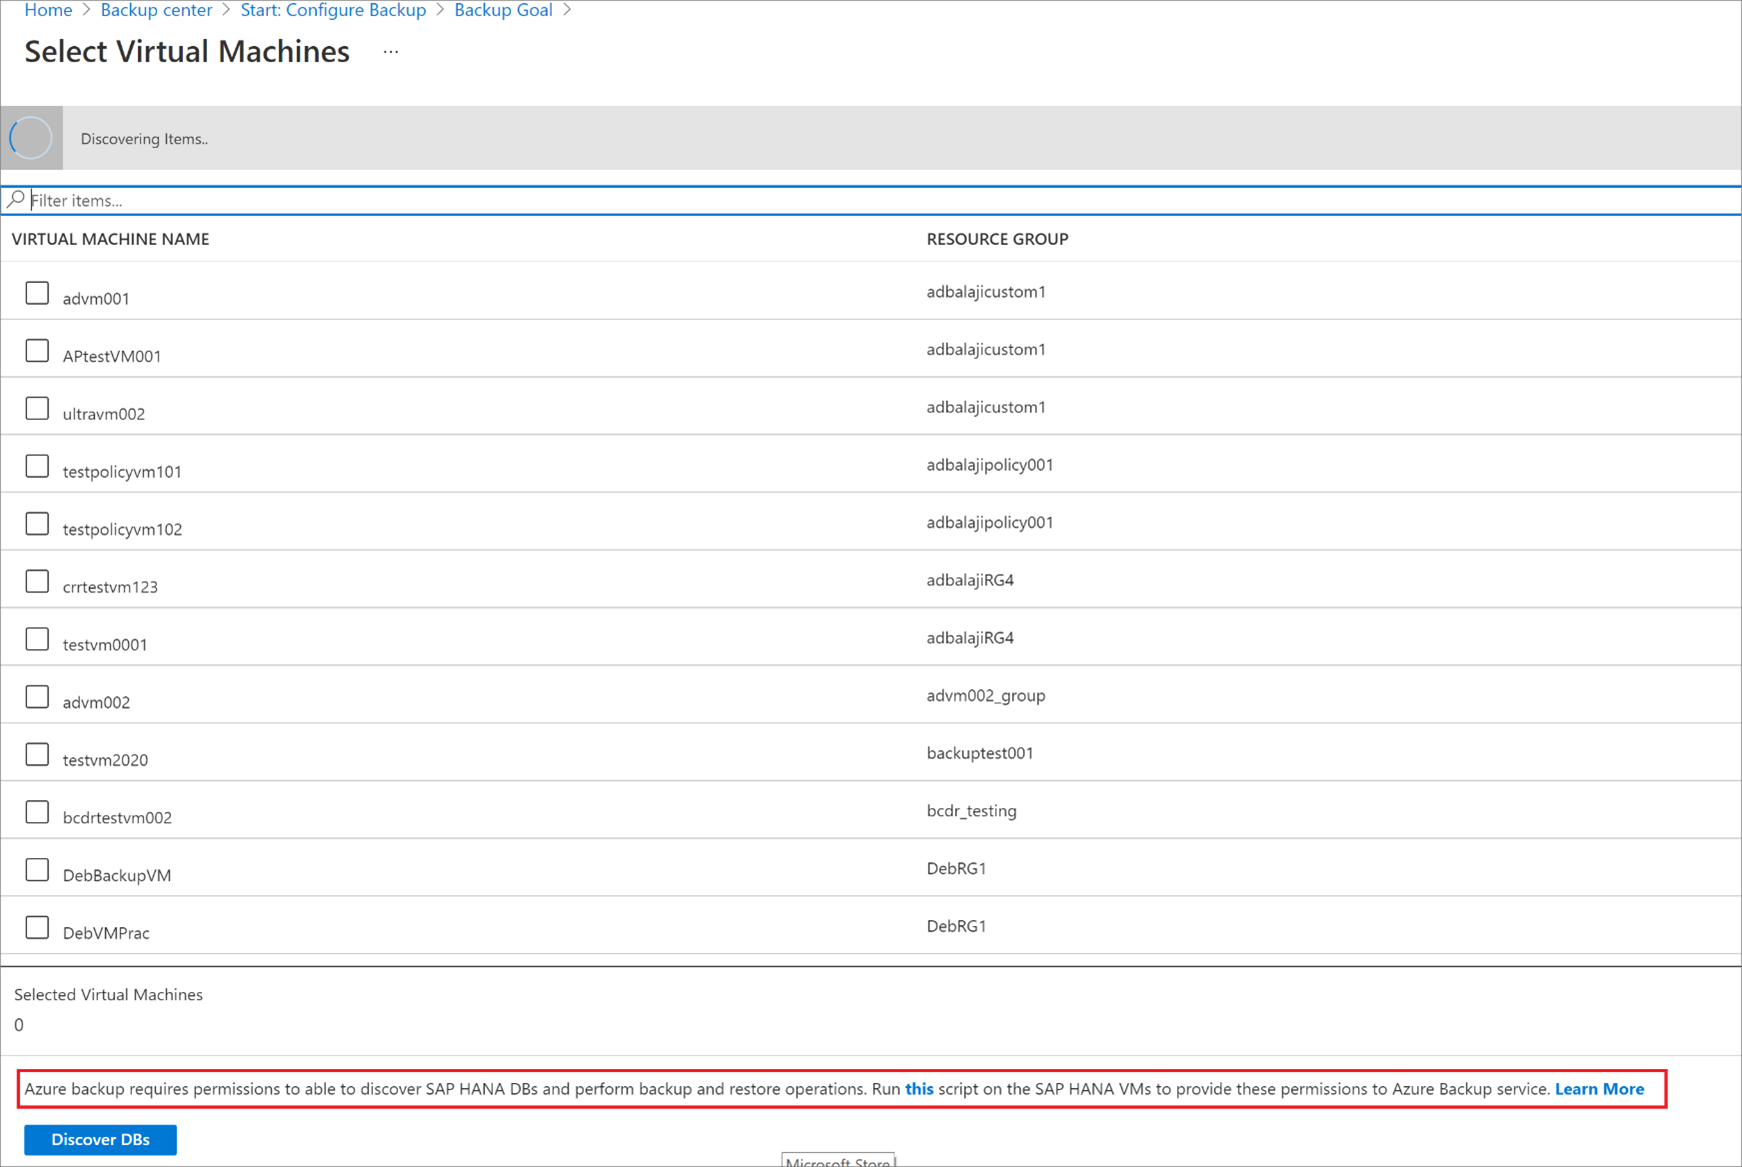 Home > Backup center > Start: Configure Backup > Backup Goal >
Select Virtual Machines ...
Discovering Items..
Filter items...
VIRTUAL MACHINE NAME RESOURCE GROUP
advm001 adbalajicustom1
APtestVM001 adbalajicustom1
ultravm002 adbalajicustom1
testpolicyvm101 adbalajipolicy001
testpolicyvm102 adbalajipolicy001
crrtestvm123 adbalajiRG4
testvm0001 adbalajiRG4
advm002 advm002_group
testvm2020 backuptest001
bcdrtestvm002 bcdr_testing
DebBackupVM DebRG1
DebVMPrac DebRG1
Selected Virtual Machines
0
Azure backup requires permissions to able to discover SAP HANA DBs and perform backup and restore operations. Run this script on the SAP HANA VMs to provide these permissions to Azure Backup service. Learn More
Discover DBs
Microsoft Store